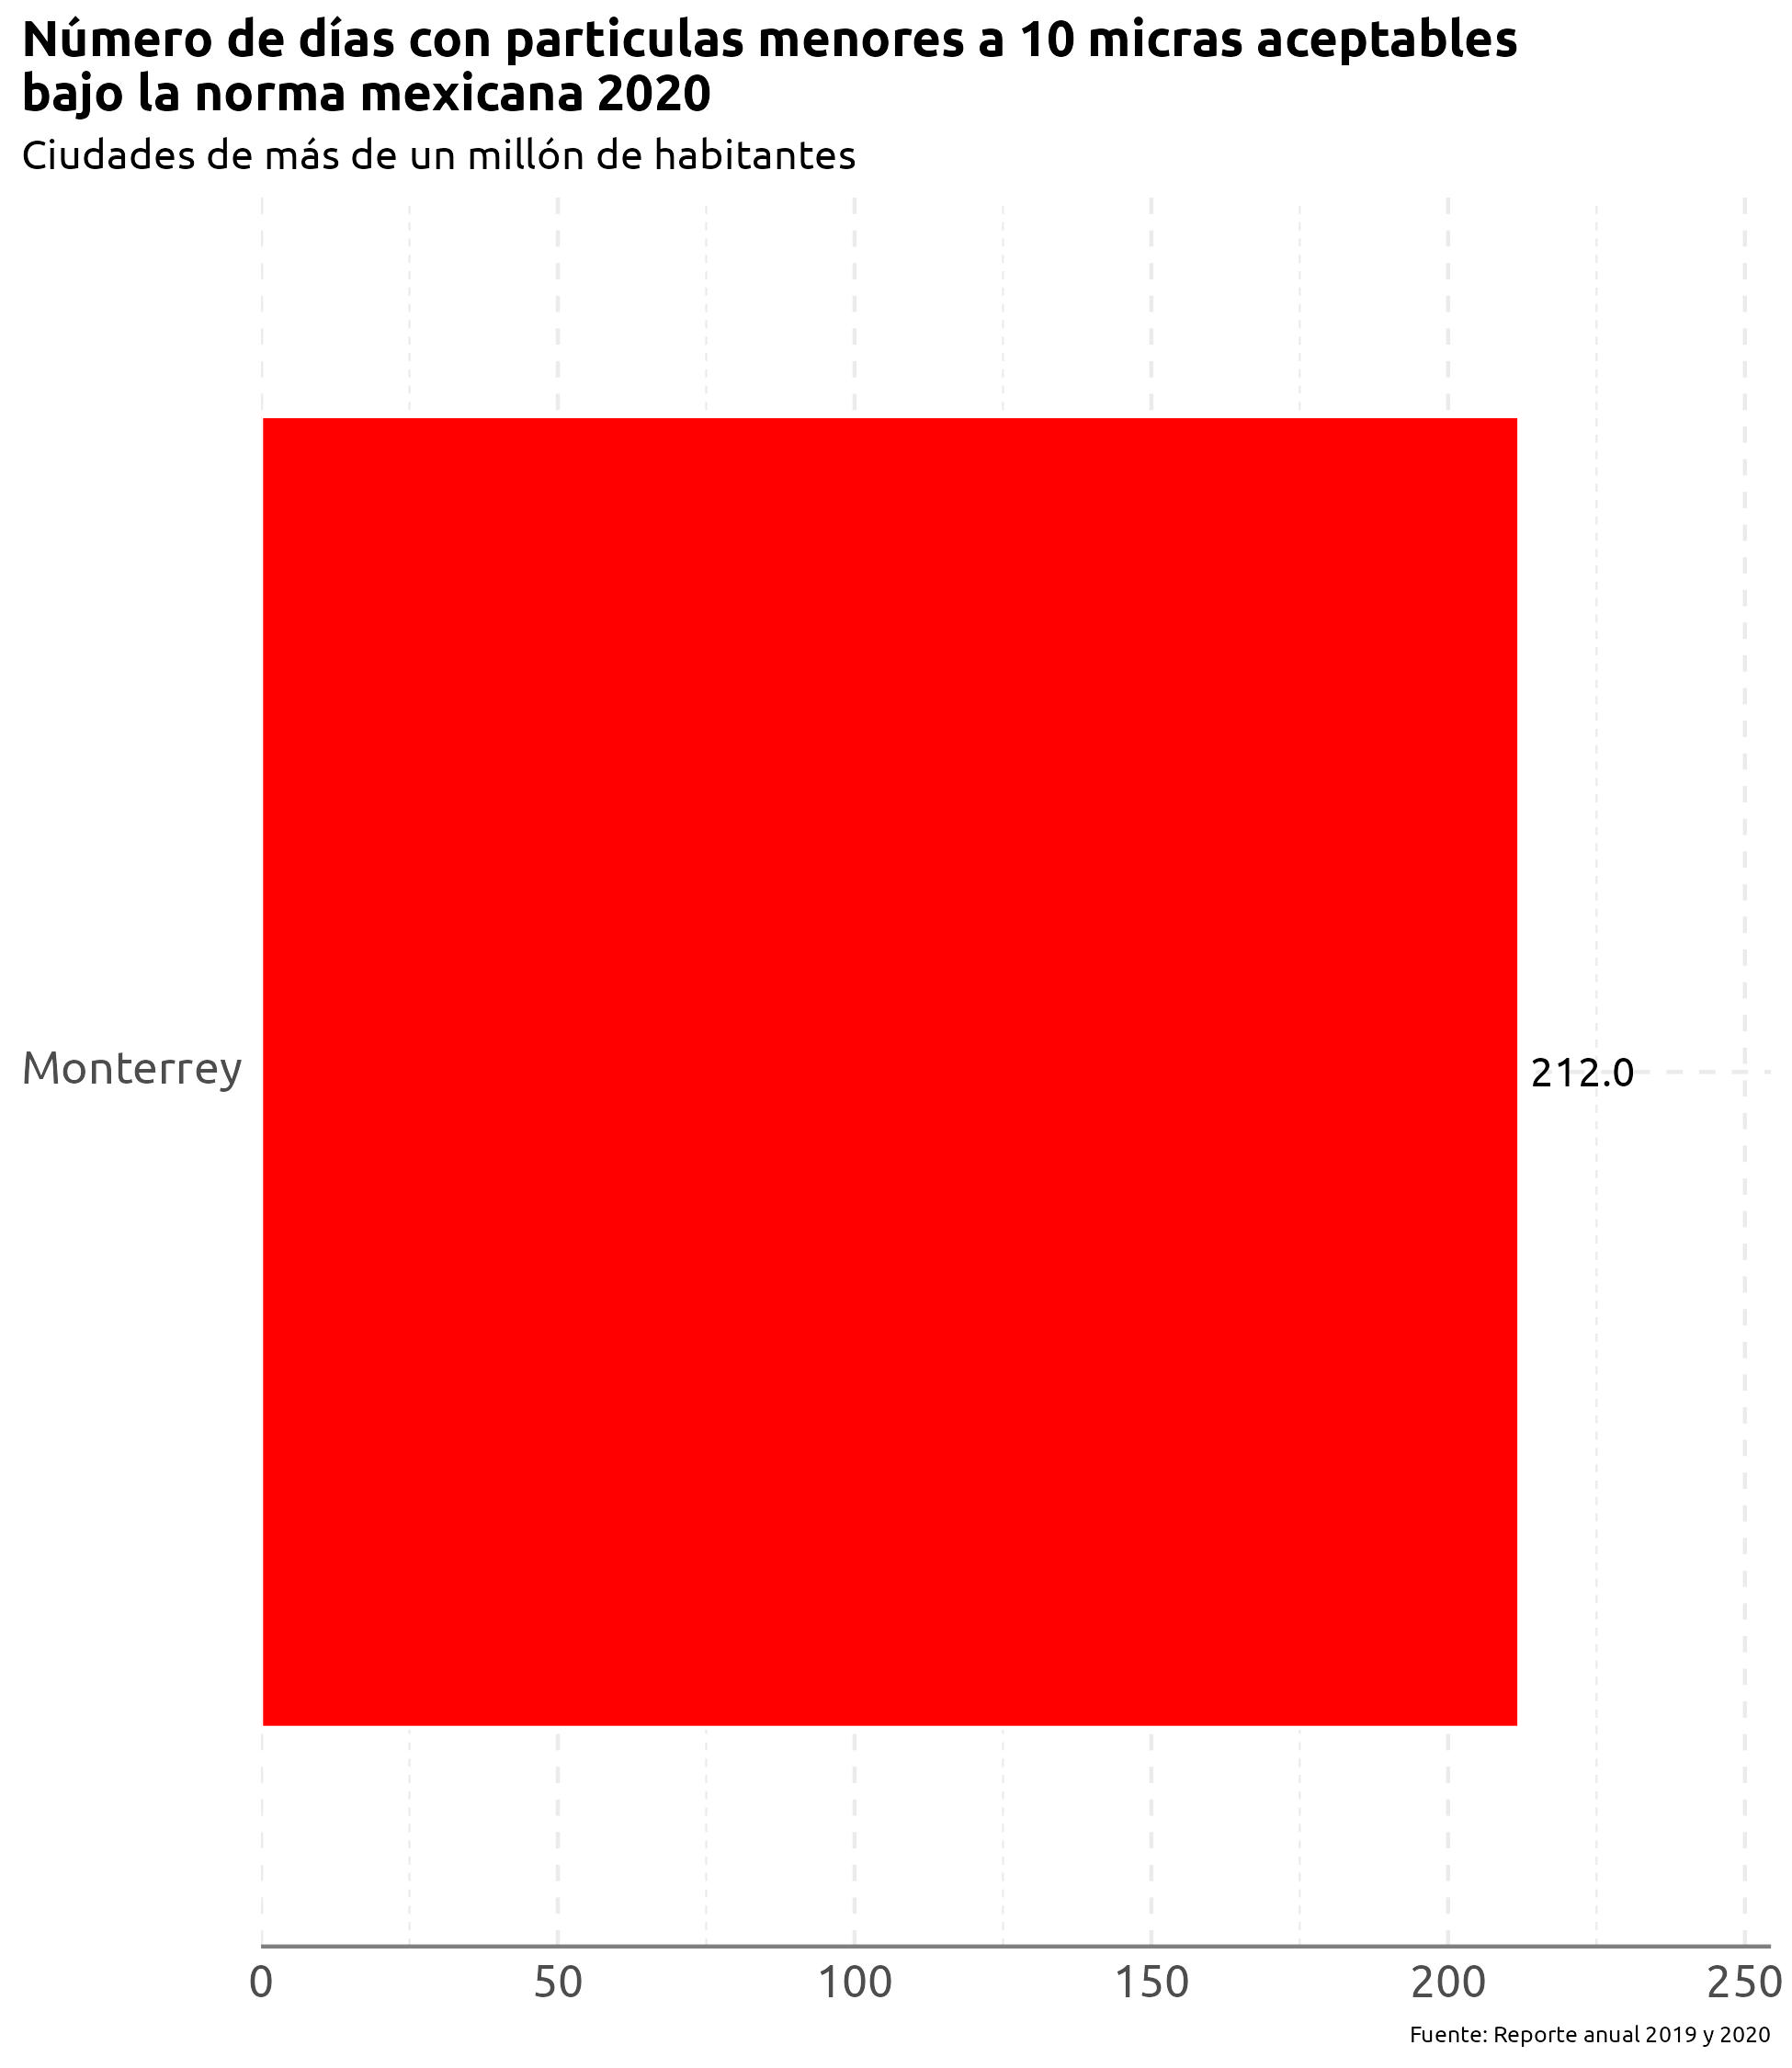 Número de días con particulas menores a 10 micras aceptables
bajo la norma mexicana 2020
Ciudades de más de un millón de habitantes
Monterrey
212.0
0 50 100 150 200 250
Fuente: Reporte anual 2019 y 2020